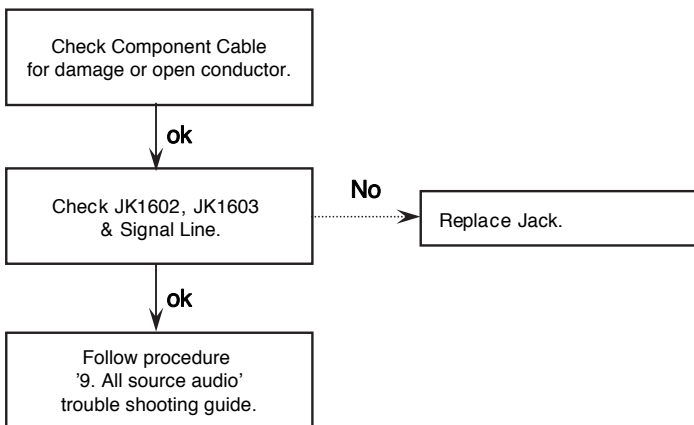 Check Component Cable
for damage or open conductor.
ok
Check JK1602, JK1603
& Signal Line.
No
Replace Jack.
ok
Follow procedure
'9. All source audio'
trouble shooting guide.